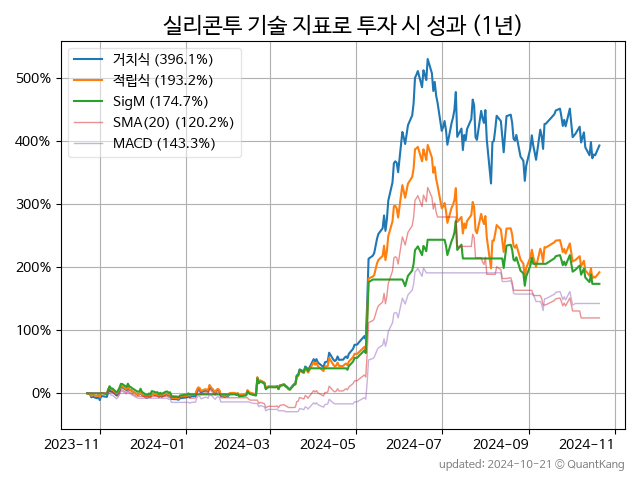 실리콘투 기술 지표로 투자 시 성과 (1년)
거치식 (396.1%)
적립식 (193.2%)
SigM (174.7%)
SMA(20) (120.2%)
MACD (143.3%)
500%
400%
300%
200%
100%
0%
2023-11 2024-01 2024-03 2024-05 2024-07 2024-09 2024-11
updated: 2024-10-21 © QuantKang